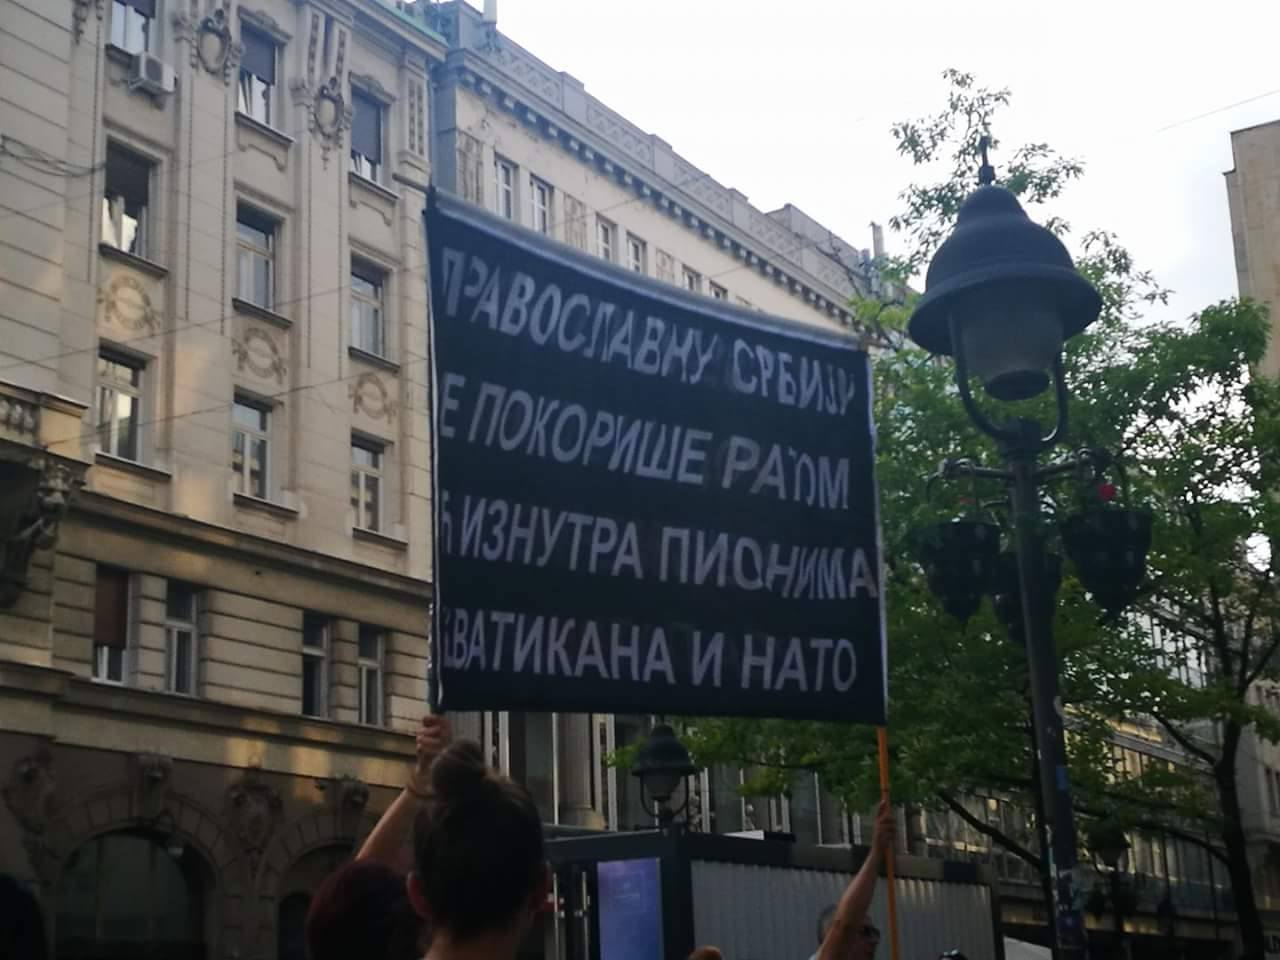 ПРАВОСЛАВНУ СРБИЈУ
Е ПОКОРИШЕ РАТОМ
Ћ ИЗНУТРА ПИОНИМА
ВАТИКАНА И НАТО